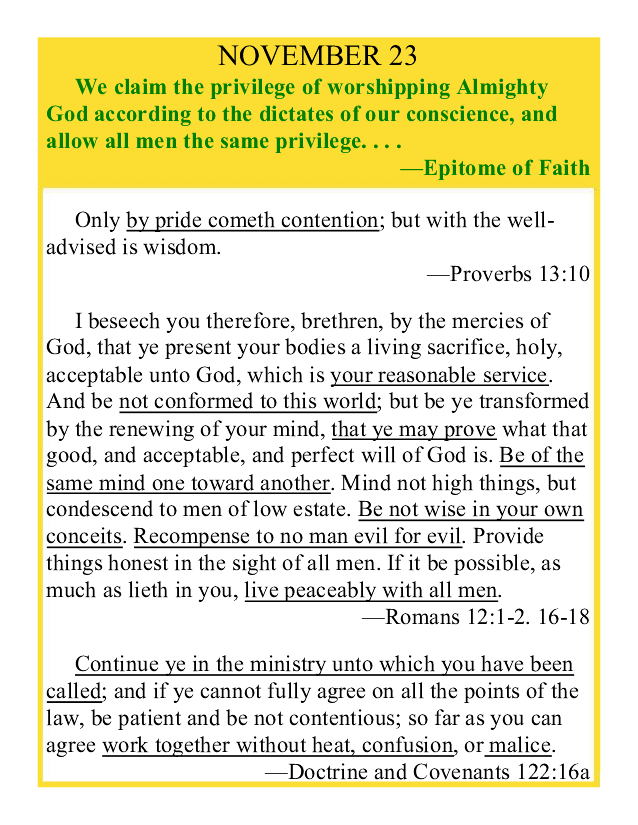 NOVEMBER 23
We claim the privilege of worshipping Almighty
God according to the dictates of our conscience, and
allow all men the same privilege. . . .
—Epitome of Faith
Only by pride cometh contention; but with the well-
advised is wisdom.
—Proverbs 13:10
I beseech you therefore, brethren, by the mercies of
God, that ye present your bodies a living sacrifice, holy,
acceptable unto God, which is your reasonable service.
And be not conformed to this world; but be ye transformed
by the renewing of your mind, that ye may prove what that
good, and acceptable, and perfect will of God is. Be of the
same mind one toward another. Mind not high things, but
condescend to men of low estate. Be not wise in your own
conceits. Recompense to no man evil for evil. Provide
things honest in the sight of all men. If it be possible, as
much as lieth in you, live peaceably with all men.
—Romans 12:1-2. 16-18
Continue ye in the ministry unto which you have been
called; and if ye cannot fully agree on all the points of the
law, be patient and be not contentious; so far as you can
agree work together without heat, confusion, or malice.
—Doctrine and Covenants 122:16a